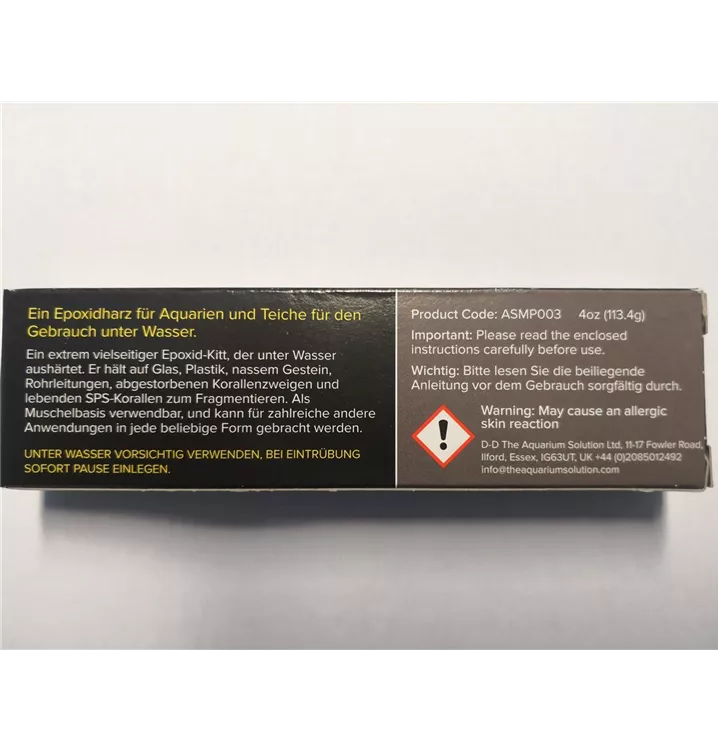 Ein Epoxidharz für Aquarien und Teiche für den
Gebrauch unter Wasser.
Ein extrem vielseitiger Epoxid-Kitt, der unter Wasser
aushärtet. Er hält auf Glas, Plastik, nassem Gestein,
Rohrleitungen, abgestorbenen Korallenzweigen und
lebenden SPS-Korallen zum Fragmentieren. Als
Muschelbasis verwendbar, und kann für zahlreiche andere
Anwendungen in jede beliebige Form gebracht werden.
UNTER WASSER VORSICHTIG VERWENDEN, BEI EINTRÜBUNG
SOFORT PAUSE EINLEGEN.
Product Code: ASMP003 4oz (113.4g)
Important: Please read the enclosed
instructions carefully before use.
Wichtig: Bitte lesen Sie die beiliegende
Anleitung vor dem Gebrauch sorgfältig durch.
Warning: May cause an allergic
skin reaction
D-D The Aquarium Solution Ltd, 11-17 Fowler Road,
Ilford, Essex, IG63UT, UK +44 (0)2085012492
info@theaquariumsolution.com